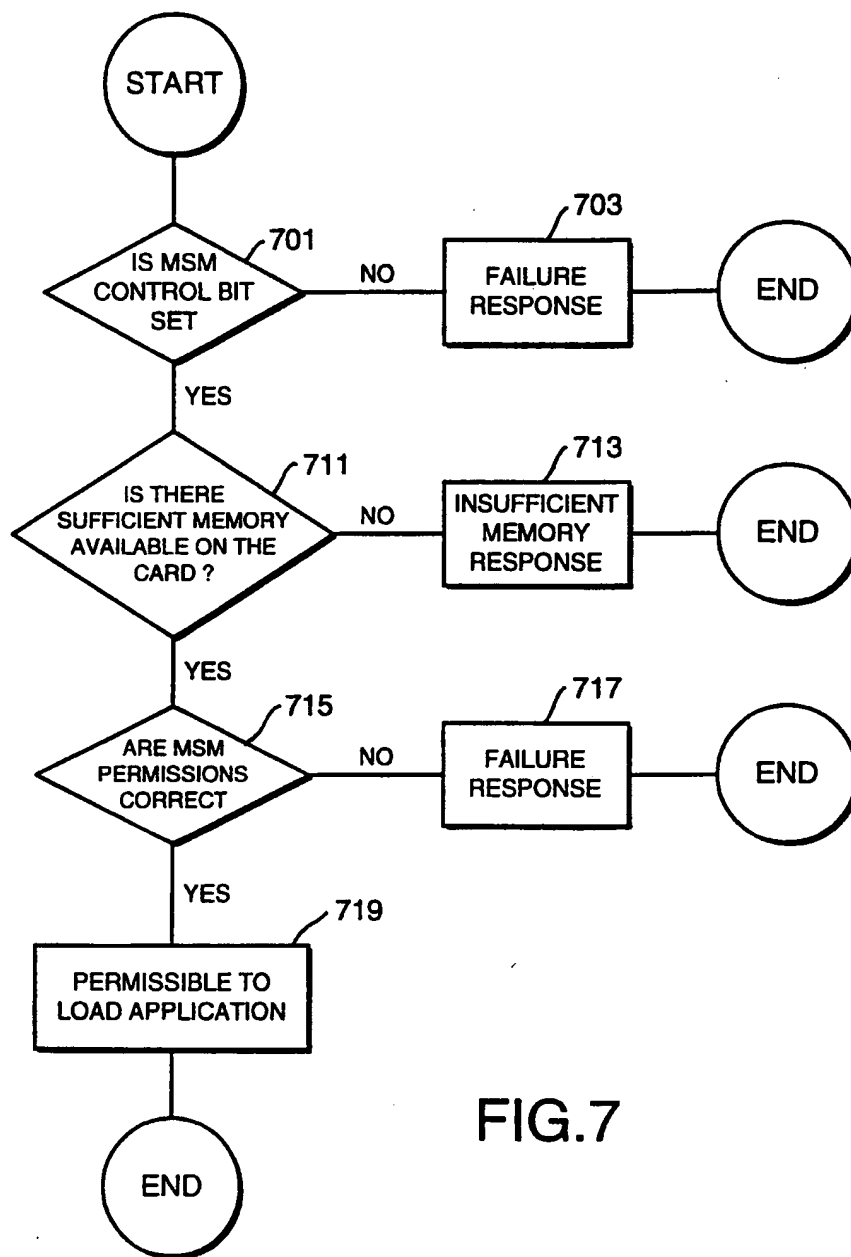 START
701
IS MSM
CONTROL BIT
SET
NO
703
FAILURE
RESPONSE
END
YES
711
IS THERE
SUFFICIENT MEMORY
AVAILABLE ON THE
CARD ?
NO
713
INSUFFICIENT
MEMORY
RESPONSE
END
YES
715
ARE MSM
PERMISSIONS
CORRECT
NO
717
FAILURE
RESPONSE
END
YES
719
PERMISSIBLE TO
LOAD APPLICATION
END
FIG.7